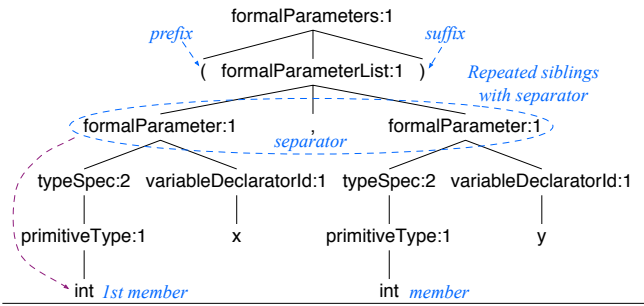 formalParameters:1
prefix suffix
( formalParameterList:1 )
Repeated siblings
with separator
formalParameter:1 , formalParameter:1
separator
typeSpec:2 variableDeclaratorId:1 typeSpec:2 variableDeclaratorId:1
primitiveType:1 x primitiveType:1 y
int 1st member int member